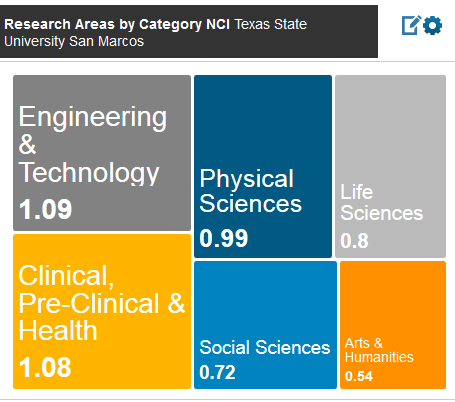 Research Areas by Category NCI Texas State
University San Marcos
Engineering
&
Technology
1.09
Physical
Sciences
0.99
Life
Sciences
0.8
Clinical,
Pre-Clinical &
Health
1.08
Social Sciences
0.72
Arts &
Humanities
0.54